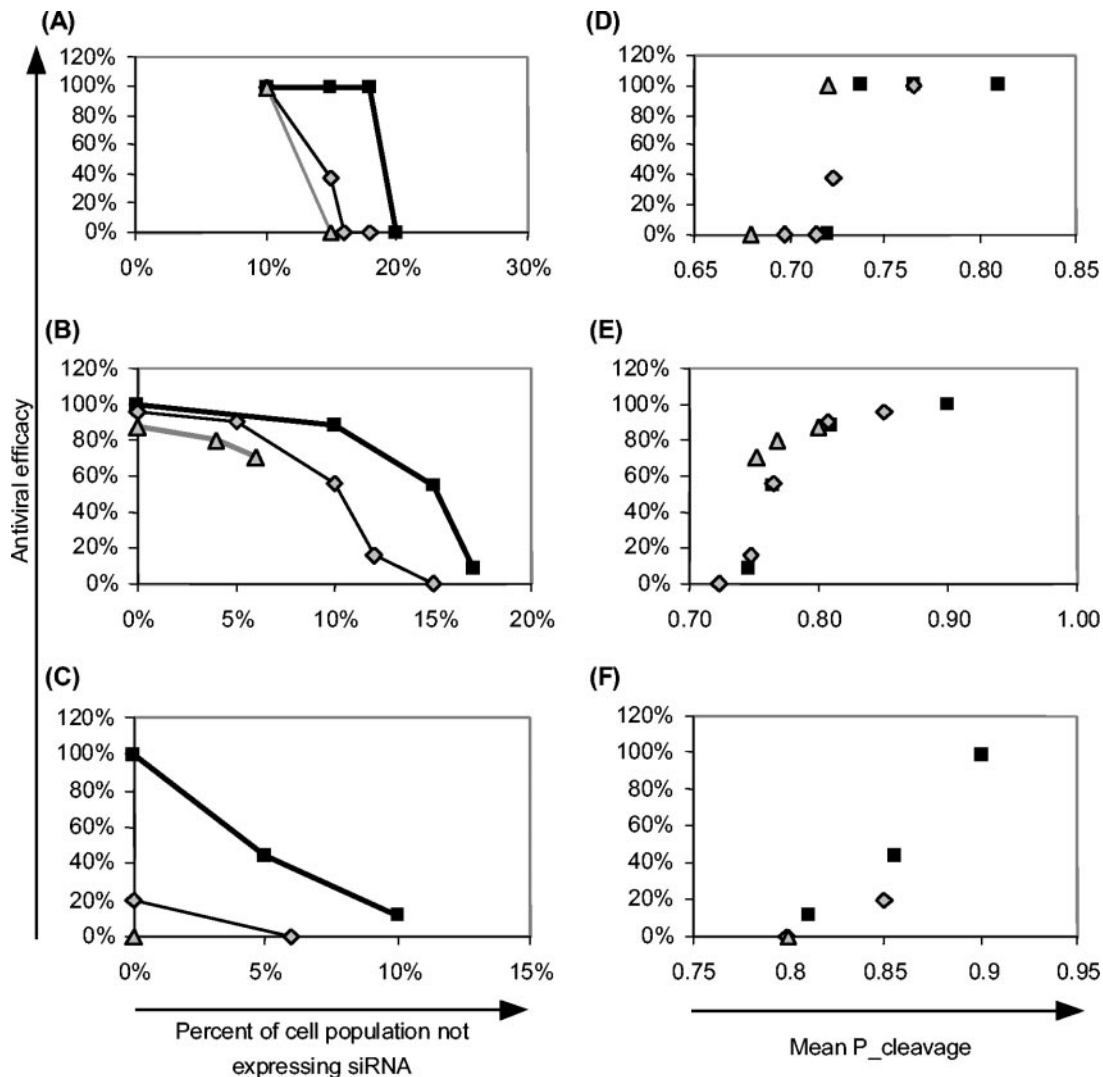 (A)
120%
100%
80%
60%
40%
20%
0%
0% 10% 20% 30%
(D)
120%
100%
80%
60%
40%
20%
0%
0.65 0.70 0.75 0.80 0.85
(B)
120%
100%
80%
60%
40%
20%
0%
0% 5% 10% 15% 20%
(E)
120%
100%
80%
60%
40%
20%
0%
0.70 0.80 0.90 1.00
(C)
120%
100%
80%
60%
40%
20%
0%
0% 5% 10% 15%
(F)
120%
100%
80%
60%
40%
20%
0%
0.75 0.8 0.85 0.9 0.95
Antiviral efficacy
Percent of cell population not
expressing siRNA
Mean P_cleavage